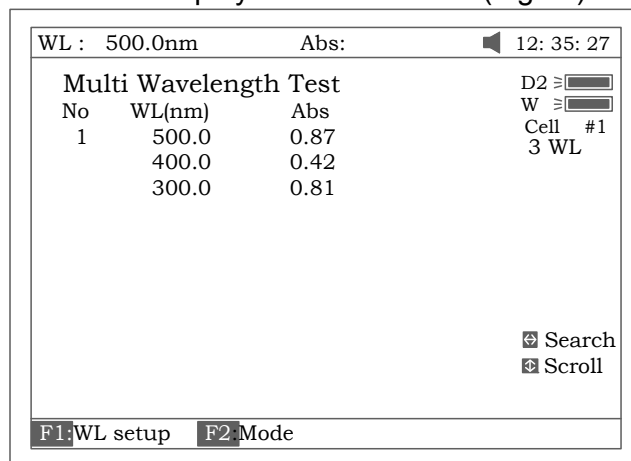 WL : 500.0nm Abs: 12: 35: 27
Multi Wavelength Test
No WL(nm) Abs
1 500.0 0.87
400.0 0.42
300.0 0.81
D2
W
Cell #1
3 WL
Search
Scroll
F1:WL setup F2:Mode